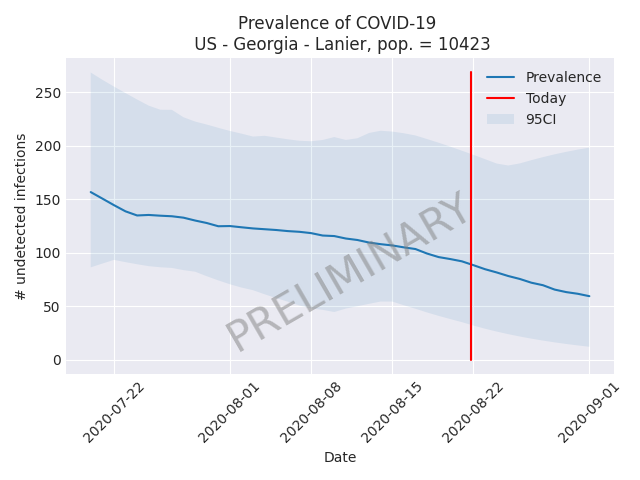 Prevalence of COVID-19
US - Georgia - Lanier, pop. = 10423
Prevalence
Today
95CI
# undetected infections
250
200
150
100
50
0
PRELIMINARY
2020-07-22
2020-08-01
2020-08-08
2020-08-15
2020-08-22
2020-09-01
Date